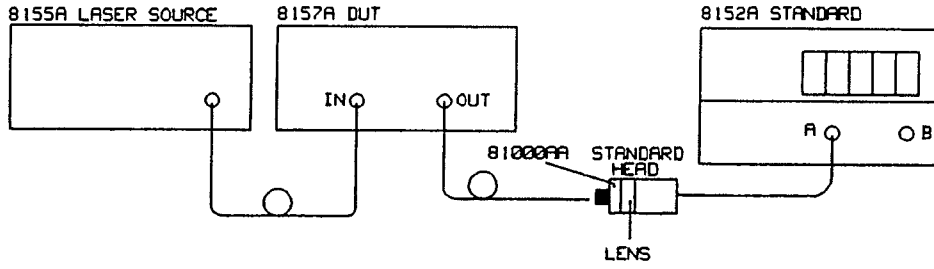 8155A LASER SOURCE
8157A DUT
8152A STANDARD
IN
OUT
A
B
81000AA
STANDARD
HEAD
LENS